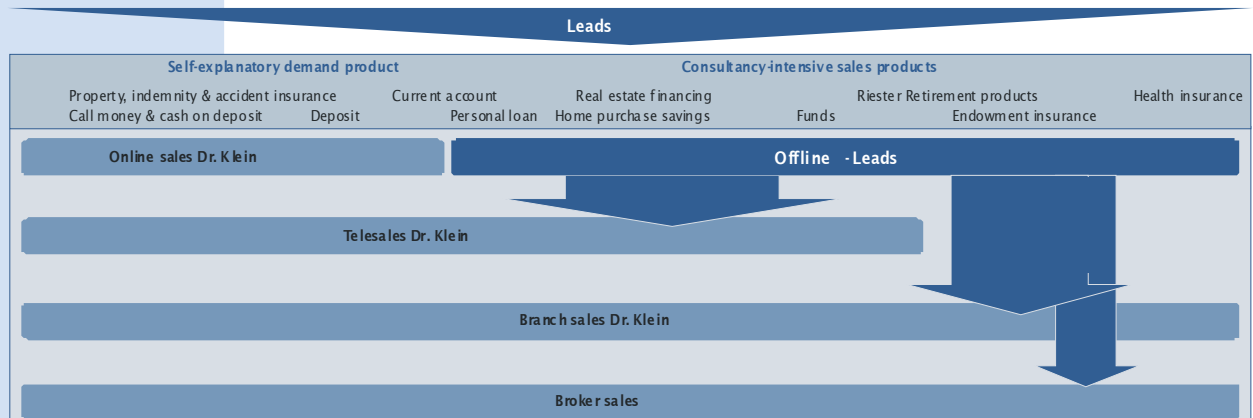 Leads
Self-explanatory demand product
Consultancy-intensive sales products
Property, indemnity & accident insurance
Current account
Real estate financing
Riester Retirement products
Health insurance
Call money & cash on deposit
Deposit
Personal loan
Home purchase savings
Funds
Endowment insurance
Online sales Dr. Klein
Offline - Leads
Telesales Dr. Klein
Branch sales Dr. Klein
Broker sales